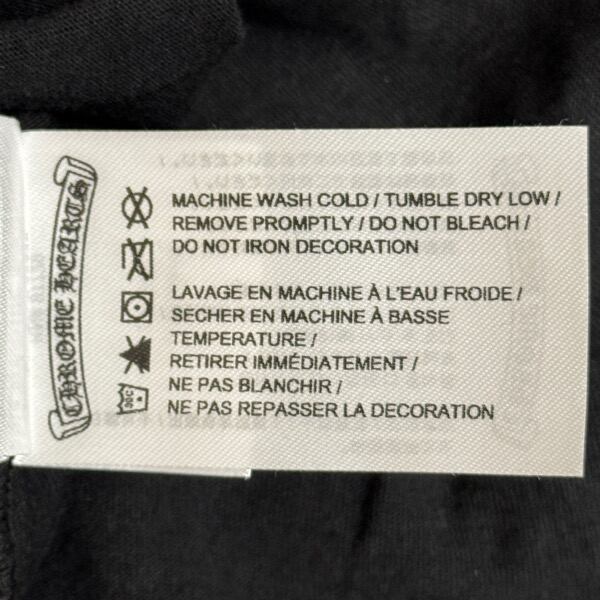 CHROME HEARTS
MACHINE WASH COLD / TUMBLE DRY LOW /
REMOVE PROMPTLY / DO NOT BLEACH /
DO NOT IRON DECORATION
LAVAGE EN MACHINE À L'EAU FROIDE /
SECHER EN MACHINE À BASSE
TEMPERATURE /
RETIRER IMMÉDIATEMENT /
NE PAS BLANCHIR /
NE PAS REPASSER LA DECORATION
30C